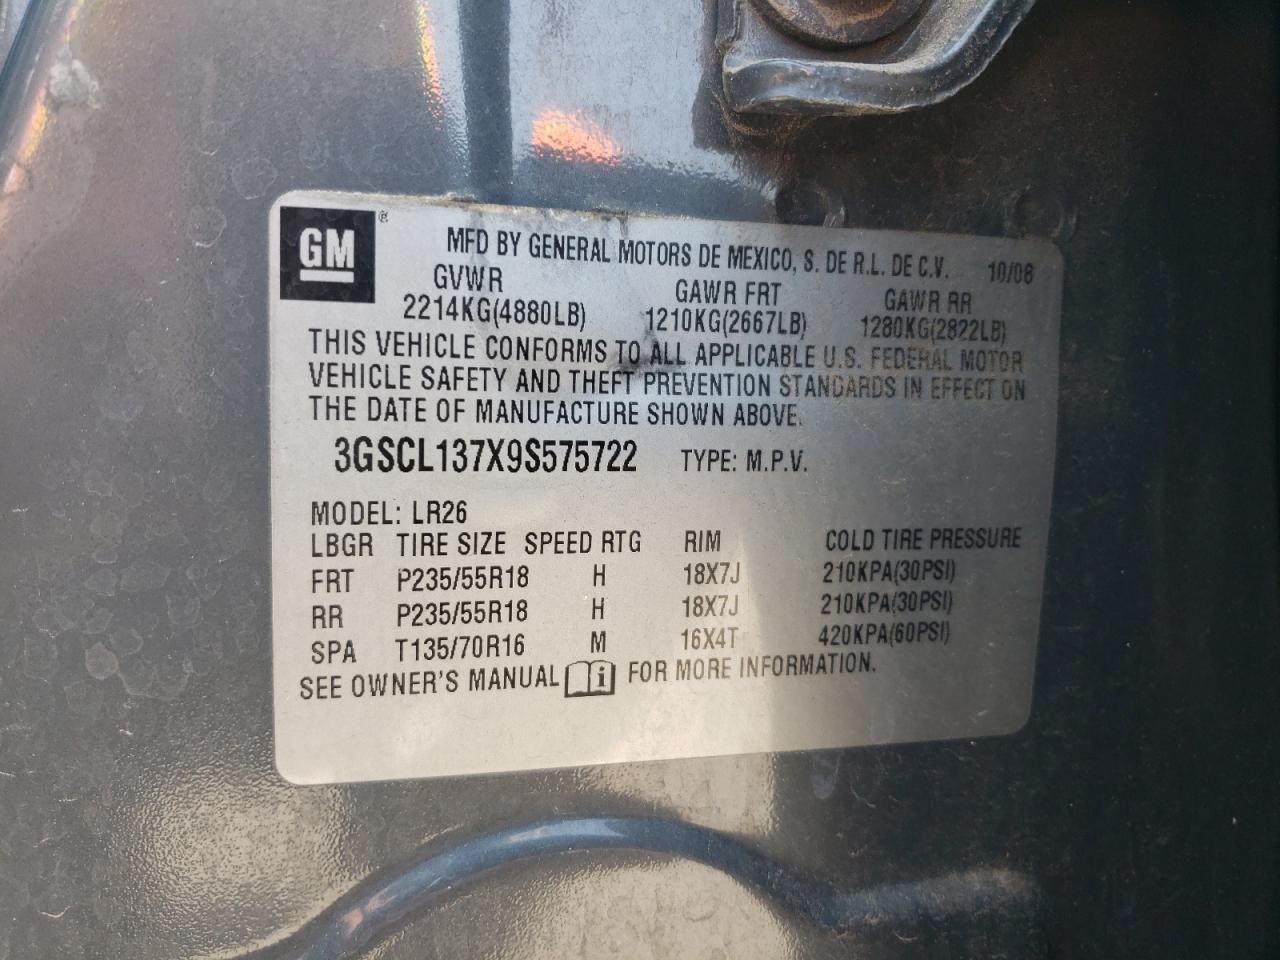 GM ®
MFD BY GENERAL MOTORS DE MEXICO, S. DE R.L. DE C.V. 10/08
GVWR GAWR FRT GAWR RR
2214KG(4880LB) 1210KG(2667LB) 1280KG(2822LB)
THIS VEHICLE CONFORMS TO ALL APPLICABLE U.S. FEDERAL MOTOR
VEHICLE SAFETY AND THEFT PREVENTION STANDARDS IN EFFECT ON
THE DATE OF MANUFACTURE SHOWN ABOVE.
3GSCL137X9S575722 TYPE: M.P.V.
MODEL: LR26
LBGR TIRE SIZE SPEED RTG RIM COLD TIRE PRESSURE
FRT P235/55R18 H 18X7J 210KPA(30PSI)
RR P235/55R18 H 18X7J 210KPA(30PSI)
SPA T135/70R16 M 16X4T 420KPA(60PSI)
SEE OWNER'S MANUAL i FOR MORE INFORMATION.